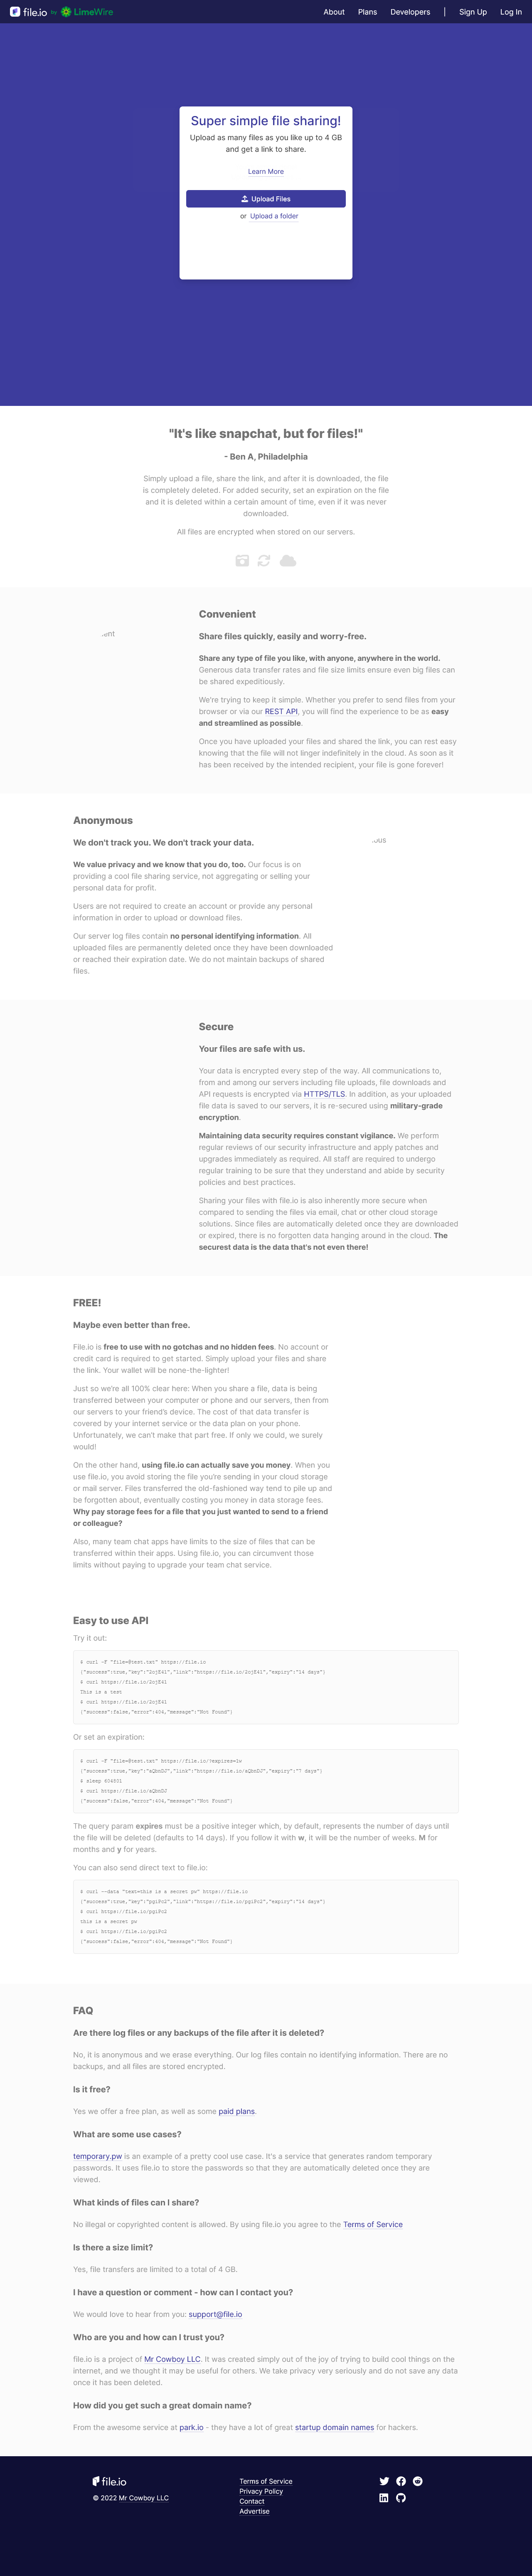 file.io by LimeWire
About Plans Developers | Sign Up Log In
Super simple file sharing!
Upload as many files as you like up to 4 GB
and get a link to share.
Learn More
Upload Files
or Upload a folder
"It's like snapchat, but for files!"
- Ben A, Philadelphia
Simply upload a file, share the link, and after it is downloaded, the file
is completely deleted. For added security, set an expiration on the file
and it is deleted within a certain amount of time, even if it was never
downloaded.
All files are encrypted when stored on our servers.
Convenient
Share files quickly, easily and worry-free.
Share any type of file you like, with anyone, anywhere in the world.
Generous data transfer rates and file size limits ensure even big files can
be shared expeditiously.
We're trying to keep it simple. Whether you prefer to send files from your
browser or via our REST API, you will find the experience to be as easy
and streamlined as possible.
Once you have uploaded your files and shared the link, you can rest easy
knowing that the file will not linger indefinitely in the cloud. As soon as it
has been received by the intended recipient, your file is gone forever!
Anonymous
We don't track you. We don't track your data.
We value privacy and we know that you do, too. Our focus is on
providing a cool file sharing service, not aggregating or selling your
personal data for profit.
Users are not required to create an account or provide any personal
information in order to upload or download files.
Our server log files contain no personal identifying information. All
uploaded files are permanently deleted once they have been downloaded
or reached their expiration date. We do not maintain backups of shared
files.
Secure
Your files are safe with us.
Your data is encrypted every step of the way. All communications to,
from and among our servers including file uploads, file downloads and
API requests is encrypted via HTTPS/TLS. In addition, as your uploaded
file data is saved to our servers, it is re-secured using military-grade
encryption.
Maintaining data security requires constant vigilance. We perform
regular reviews of our security infrastructure and apply patches and
upgrades immediately as required. All staff are required to undergo
regular training to be sure that they understand and abide by security
policies and best practices.
Sharing your files with file.io is also inherently more secure when
compared to sending the files via email, chat or other cloud storage
solutions. Since files are automatically deleted once they are downloaded
or expired, there is no forgotten data hanging around in the cloud. The
securest data is the data that's not even there!
FREE!
Maybe even better than free.
File.io is free to use with no gotchas and no hidden fees. No account or
credit card is required to get started. Simply upload your files and share
the link. Your wallet will be none-the-lighter!
Just so we're all 100% clear here: When you share a file, data is being
transferred between your computer or phone and our servers, then from
our servers to your friend's device. The cost of that data transfer is
covered by your internet service or the data plan on your phone.
Unfortunately, we can't make that part free. If only we could, we surely
would!
On the other hand, using file.io can actually save you money. When you
use file.io, you avoid storing the file you're sending in your cloud storage
or mail server. Files transferred the old-fashioned way tend to pile up and
be forgotten about, eventually costing you money in data storage fees.
Why pay storage fees for a file that you just wanted to send to a friend
or colleague?
Also, many team chat apps have limits to the size of files that can be
transferred within their apps. Using file.io, you can circumvent those
limits without paying to upgrade your team chat service.
Easy to use API
Try it out:
$ curl -F "file=@test.txt" https://file.io
{"success":true,"key":"2ojE41","link":"https://file.io/2ojE41","expiry":"14 days"}
$ curl https://file.io/2ojE41
This is a test
$ curl https://file.io/2ojE41
{"success":false,"error":404,"message":"Not Found"}
Or set an expiration:
$ curl -F "file=@test.txt" https://file.io/?expires=1w
{"success":true,"key":"aQbnDJ","link":"https://file.io/aQbnDJ","expiry":"7 days"}
$ sleep 604801
$ curl https://file.io/aQbnDJ
{"success":false,"error":404,"message":"Not Found"}
The query param expires must be a positive integer which, by default, represents the number of days until
the file will be deleted (defaults to 14 days). If you follow it with w, it will be the number of weeks. M for
months and y for years.
You can also send direct text to file.io:
$ curl --data "text=this is a secret pw" https://file.io
{"success":true,"key":"pgiPc2","link":"https://file.io/pgiPc2","expiry":"14 days"}
$ curl https://file.io/pgiPc2
this is a secret pw
$ curl https://file.io/pgiPc2
{"success":false,"error":404,"message":"Not Found"}
FAQ
Are there log files or any backups of the file after it is deleted?
No, it is anonymous and we erase everything. Our log files contain no identifying information. There are no
backups, and all files are stored encrypted.
Is it free?
Yes we offer a free plan, as well as some paid plans.
What are some use cases?
temporary.pw is an example of a pretty cool use case. It's a service that generates random temporary
passwords. It uses file.io to store the passwords so that they are automatically deleted once they are
viewed.
What kinds of files can I share?
No illegal or copyrighted content is allowed. By using file.io you agree to the Terms of Service
Is there a size limit?
Yes, file transfers are limited to a total of 4 GB.
I have a question or comment - how can I contact you?
We would love to hear from you: support@file.io
Who are you and how can I trust you?
file.io is a project of Mr Cowboy LLC. It was created simply out of the joy of trying to build cool things on the
internet, and we thought it may be useful for others. We take privacy very seriously and do not save any data
once it has been deleted.
How did you get such a great domain name?
From the awesome service at park.io - they have a lot of great startup domain names for hackers.
file.io
© 2022 Mr Cowboy LLC
Terms of Service
Privacy Policy
Contact
Advertise